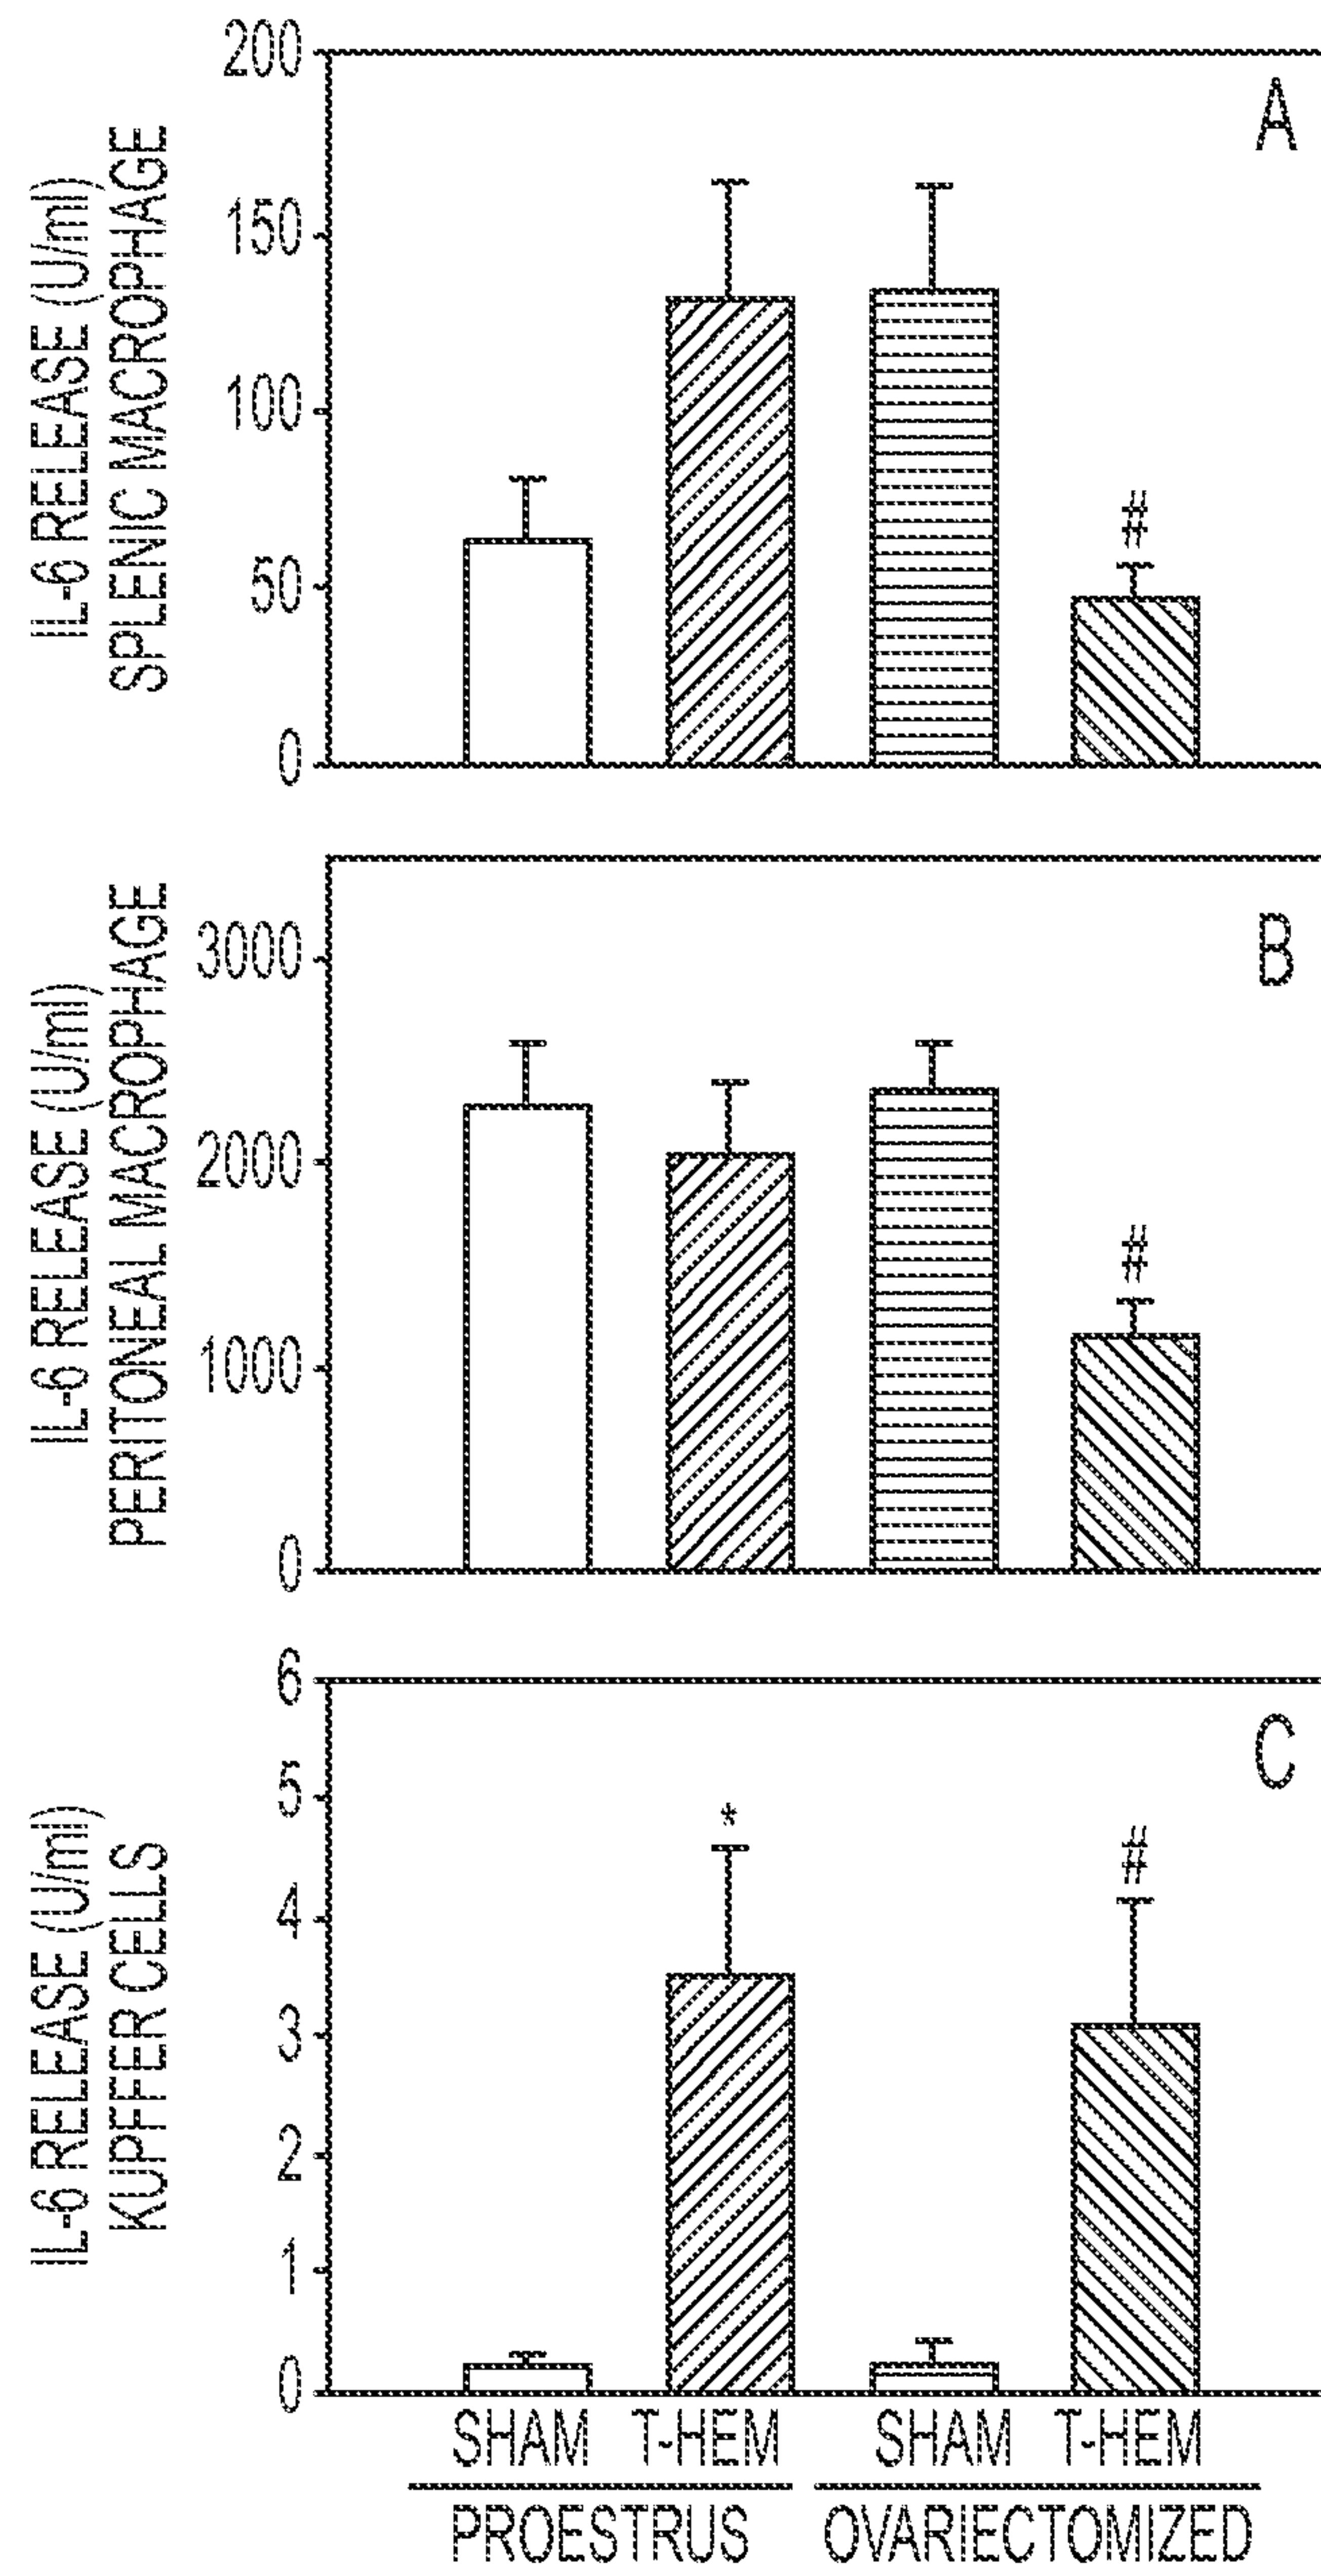 IL-6 RELEASE (U/ml)
SPLENIC MACROPHAGE
200
150
100
50
0
A
#
IL-6 RELEASE (U/ml)
PERITONEAL MACROPHAGE
3000
2000
1000
0
B
#
IL-6 RELEASE (U/ml)
KUPFFER CELLS
6
5
4
3
2
1
0
C
*
#
SHAM T-HEM SHAM T-HEM
PROESTRUS OVARIECTOMIZED